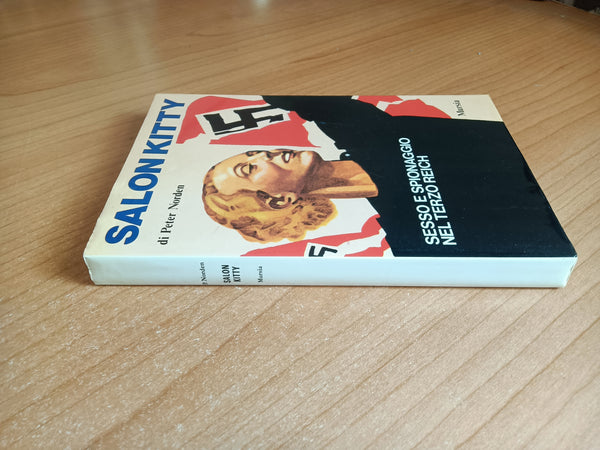 SALON KITTY
di Peter Norden
SESSO E SPIONAGGIO
NEL TERZO REICH
Mursia
P. Norden
SALON
KITTY
Mursia